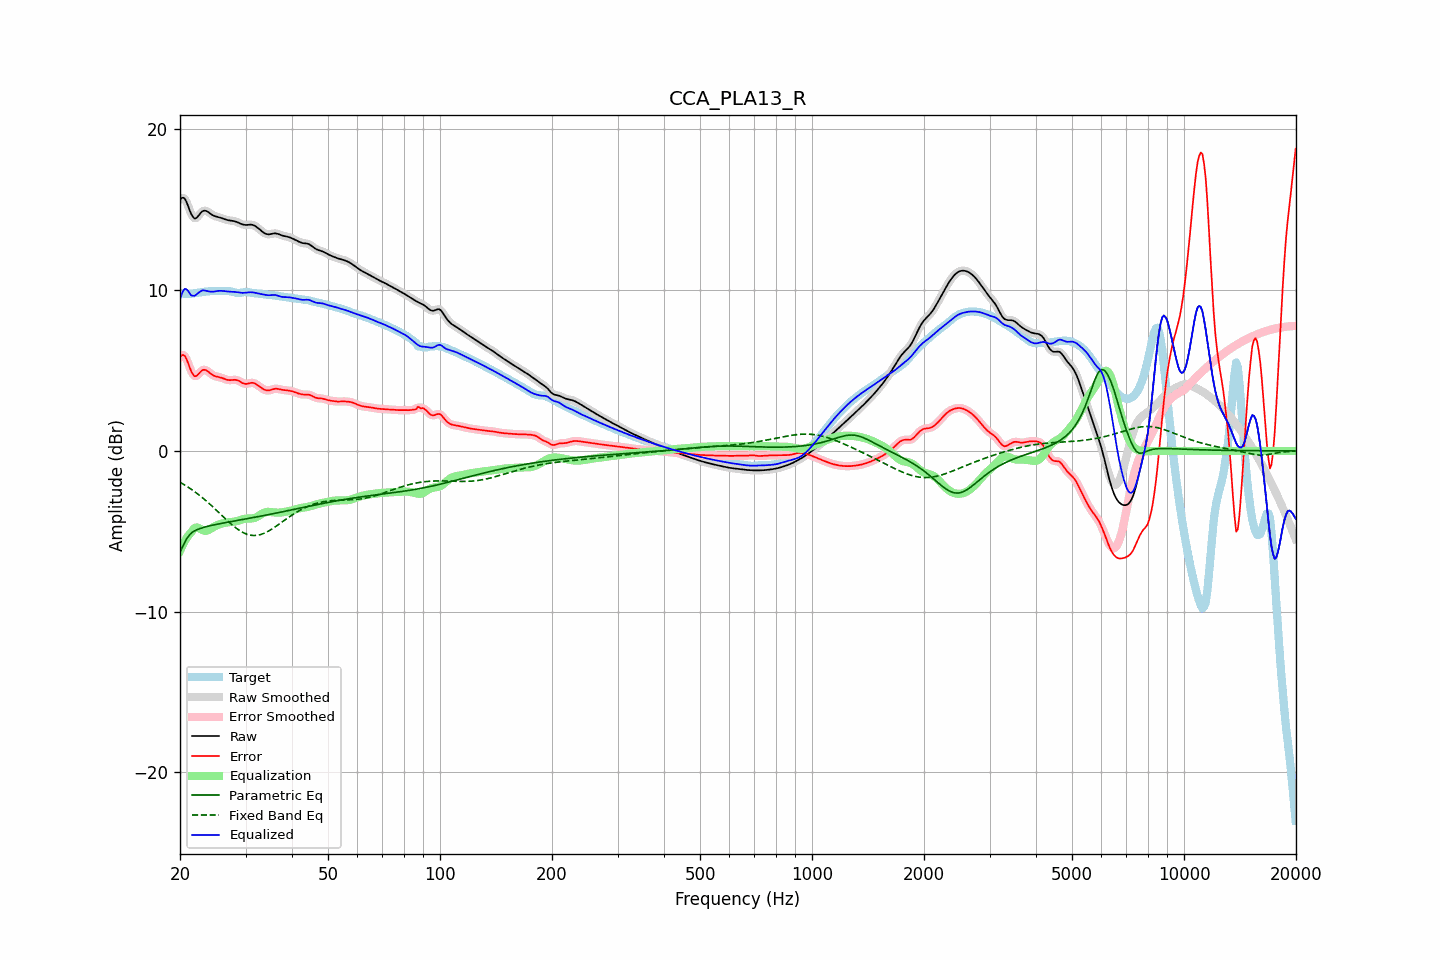 CCA_PLA13_R
20
10
0
−10
−20
Amplitude (dBr)
Target
Raw Smoothed
Error Smoothed
Raw
Error
Equalization
Parametric Eq
Fixed Band Eq
Equalized
20 50 100 200 500 1000 2000 5000 10000 20000
Frequency (Hz)